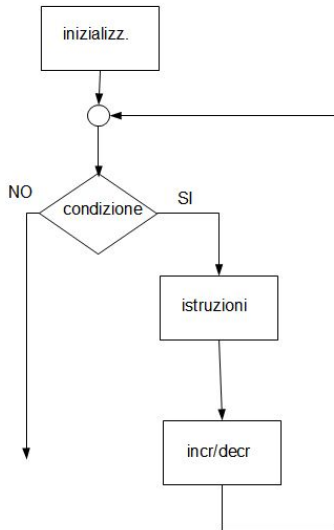 inizializz.
NO
condizione
SI
istruzioni
incr/decr